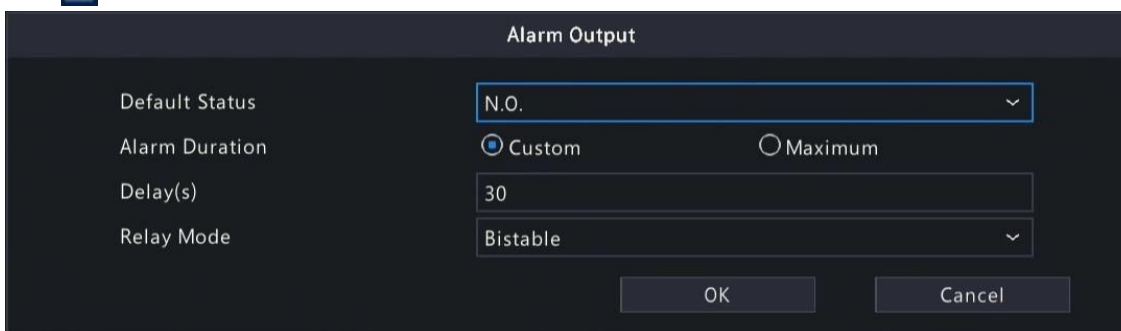 Alarm Output
Default Status N.O.
Alarm Duration Custom Maximum
Delay(s) 30
Relay Mode Bistable
OK Cancel